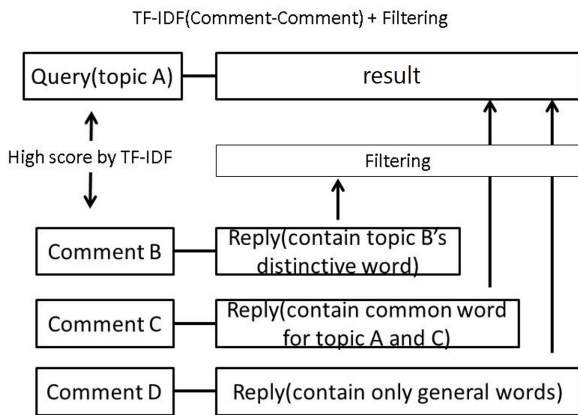 TF-IDF(Comment-Comment) + Filtering
Query(topic A)
result
High score by TF-IDF
Filtering
Comment B
Reply(contain topic B's
distinctive word)
Comment C
Reply(contain common word
for topic A and C)
Comment D
Reply(contain only general words)